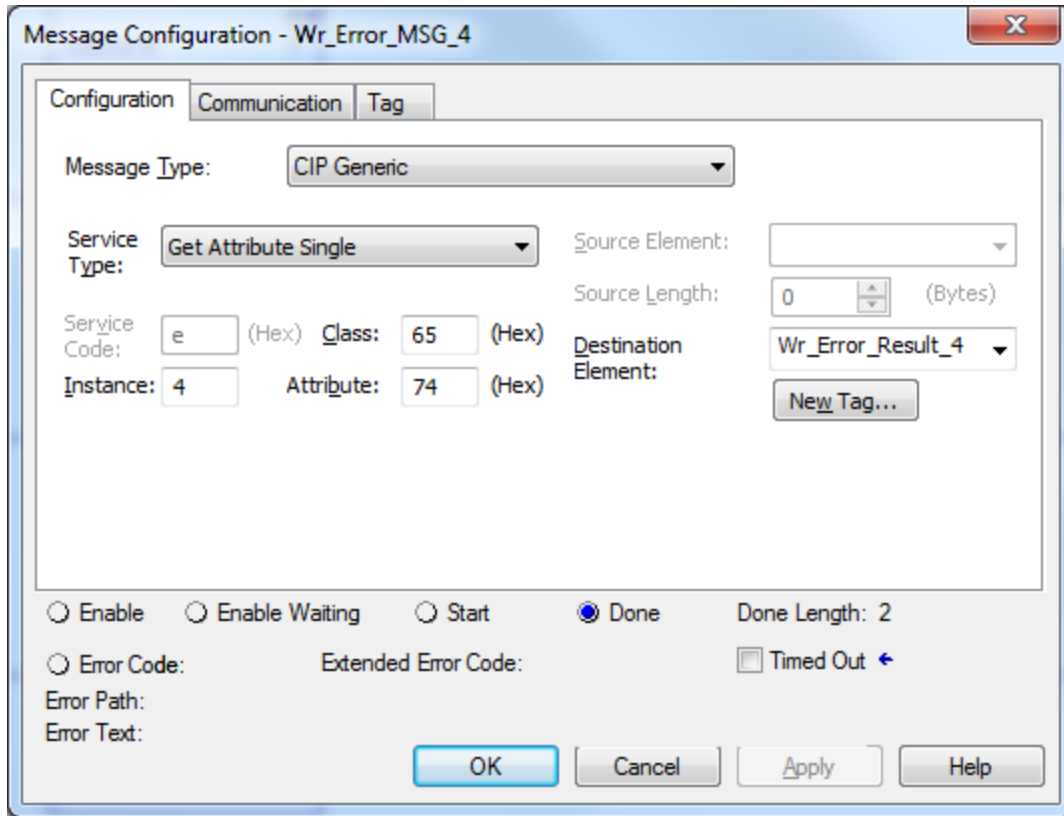 Message Configuration - Wr_Error_MSG_4
X
Configuration Communication Tag
Message Type: CIP Generic
Service Type: Get Attribute Single
Source Element:
Source Length: 0 (Bytes)
Service Code: e (Hex) Class: 65 (Hex)
Destination Element: Wr_Error_Result_4
Instance: 4 Attribute: 74 (Hex)
New Tag...
Enable Enable Waiting Start Done Done Length: 2
Error Code: Extended Error Code: Timed Out
Error Path:
Error Text:
OK Cancel Apply Help